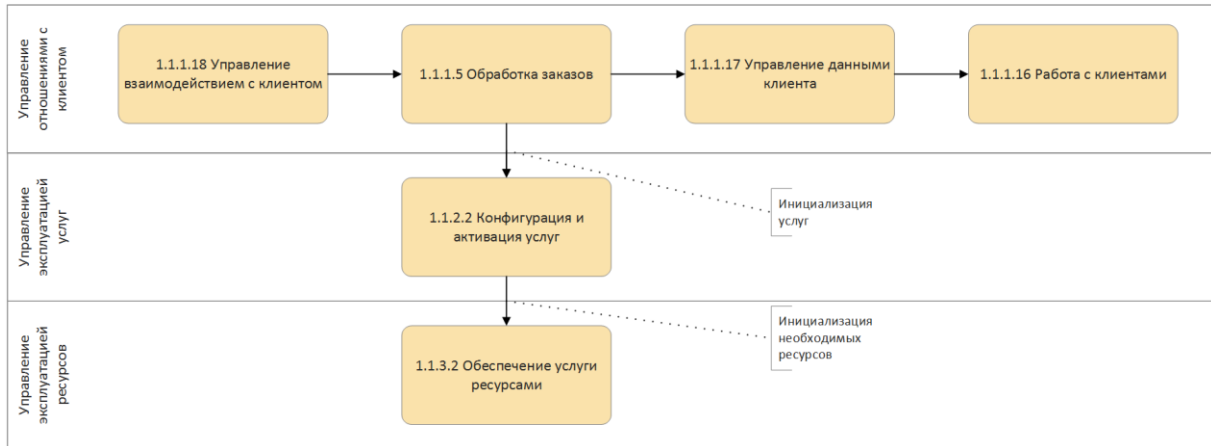 Управление
отношениями с
клиентом
1.1.1.18 Управление
взаимодействием с клиентом
1.1.1.5 Обработка заказов
1.1.1.17 Управление данными
клиента
1.1.1.16 Работа с клиентами
Управление
эксплуатацией
услуг
1.1.2.2 Конфигурация и
активация услуг
Инициализация
услуг
Управление
эксплуатацией
ресурсов
1.1.3.2 Обеспечение услуги
ресурсами
Инициализация
необходимых
ресурсов